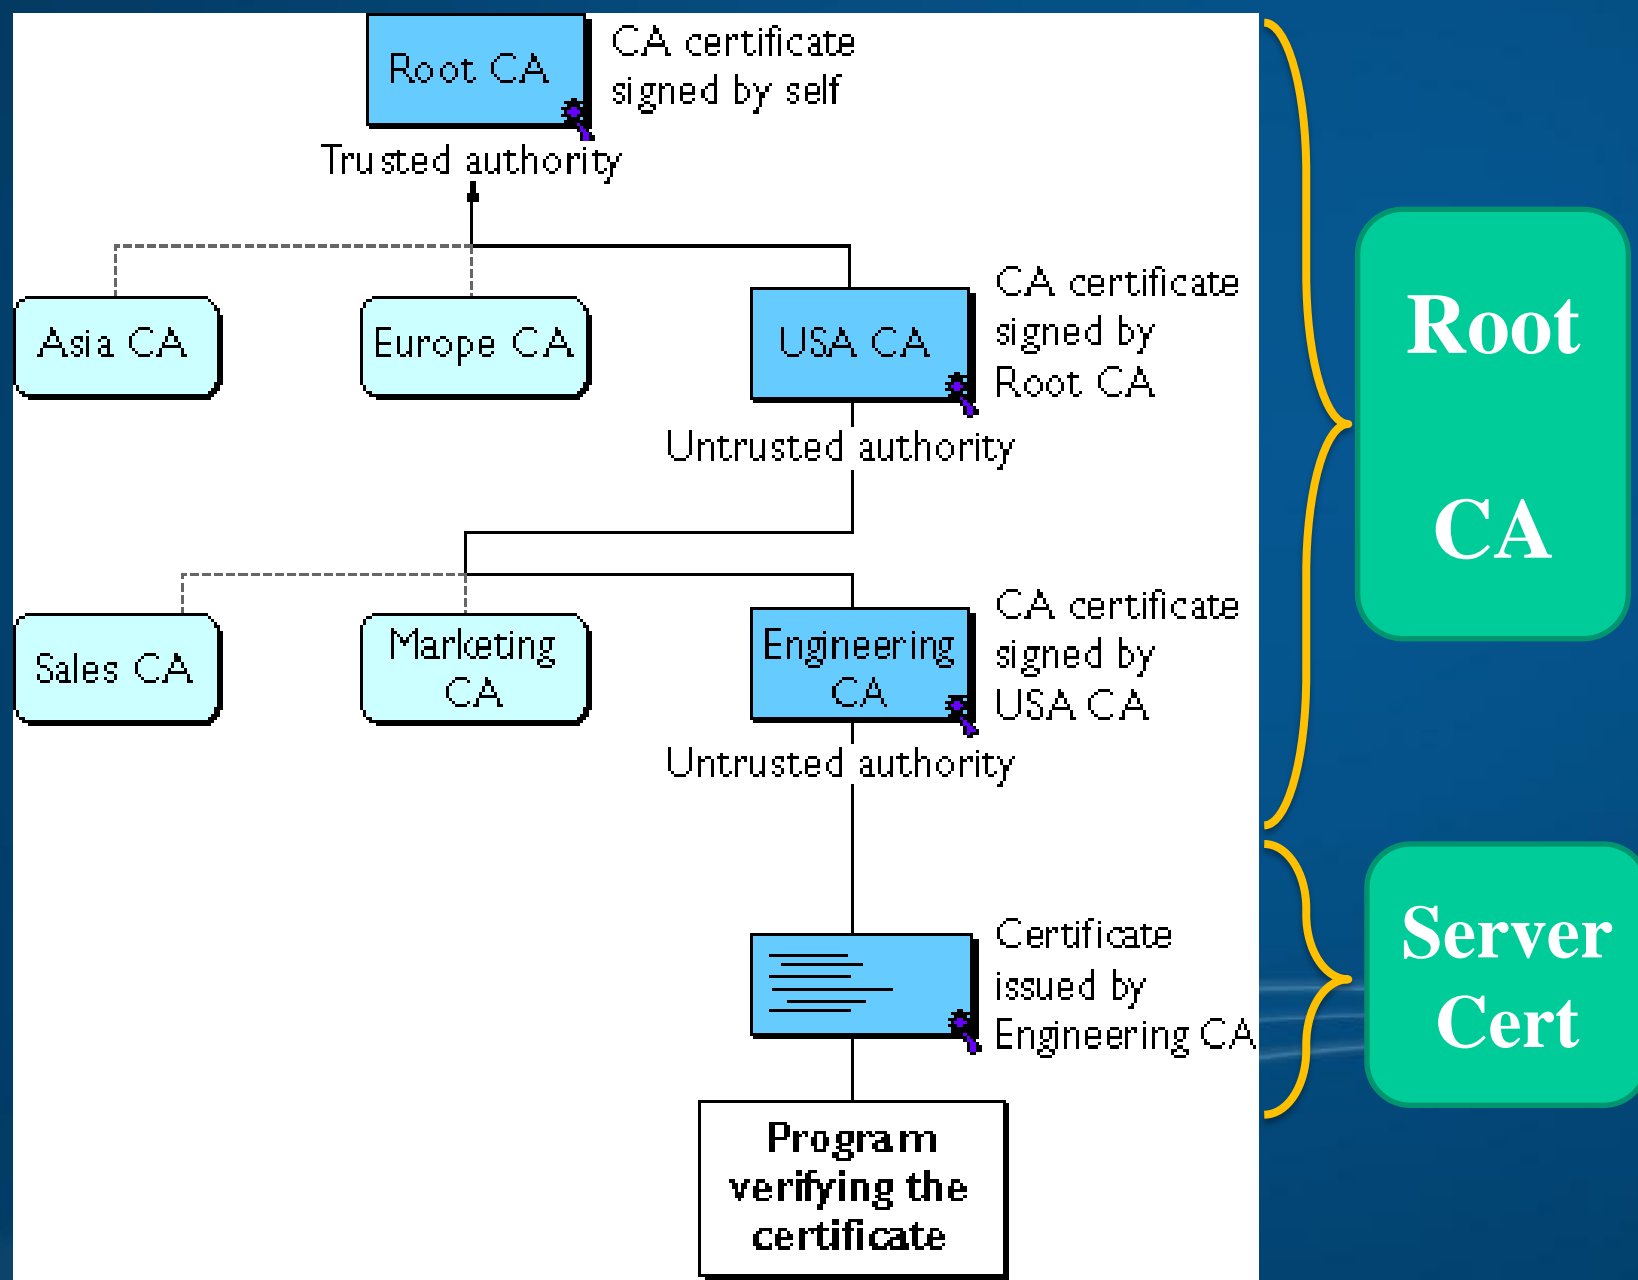 Root CA
CA certificate
signed by self
Trusted authority
Asia CA
Europe CA
USA CA
CA certificate
signed by
Root CA
Untrusted authority
Sales CA
Marketing
CA
Engineering
CA
CA certificate
signed by
USA CA
Untrusted authority
Certificate
issued by
Engineering CA
Program
verifying the
certificate
Root
CA
Server
Cert